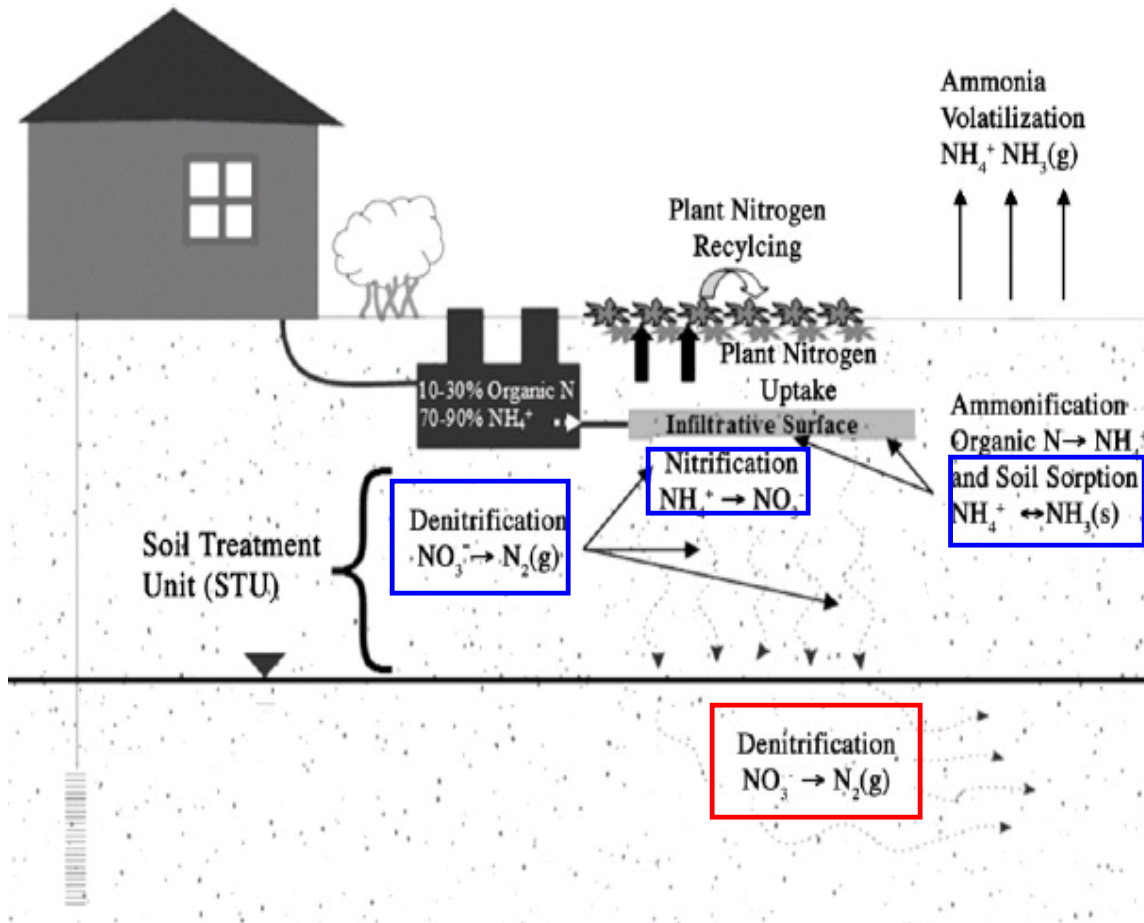 Ammonia
Volatilization
NH₄⁺ NH₃(g)
Plant Nitrogen
Recylcing
Plant Nitrogen
Uptake
10-30% Organic N
70-90% NH₄⁺
Infiltrative Surface
Ammonification
Organic N→ NH₄⁺
and Soil Sorption
NH₄⁺ ↔NH₃(s)
Nitrification
NH₄⁺ → NO₃⁻
Denitrification
NO₃⁻→ N₂(g)
Soil Treatment
Unit (STU)
Denitrification
NO₃⁻ → N₂(g)